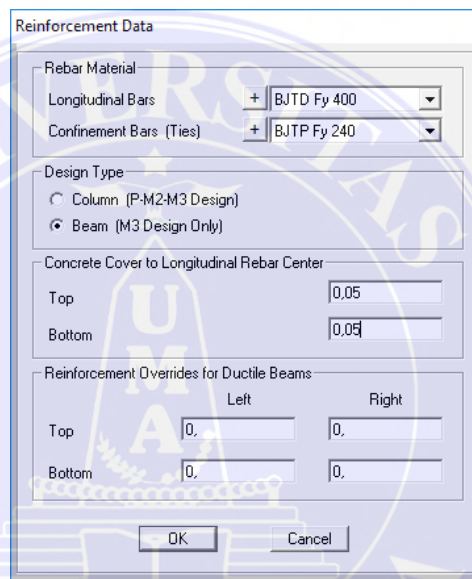 Reinforcement Data
Rebar Material
Longitudinal Bars + BJTD Fy 400
Confinement Bars (Ties) + BJTP Fy 240
Design Type
Column (P-M2-M3 Design)
Beam (M3 Design Only)
Concrete Cover to Longitudinal Rebar Center
Top 0,05
Bottom 0,05
Reinforcement Overrides for Ductile Beams
Left Right
Top 0, 0,
Bottom 0, 0,
OK Cancel
VERSITAS
UMA